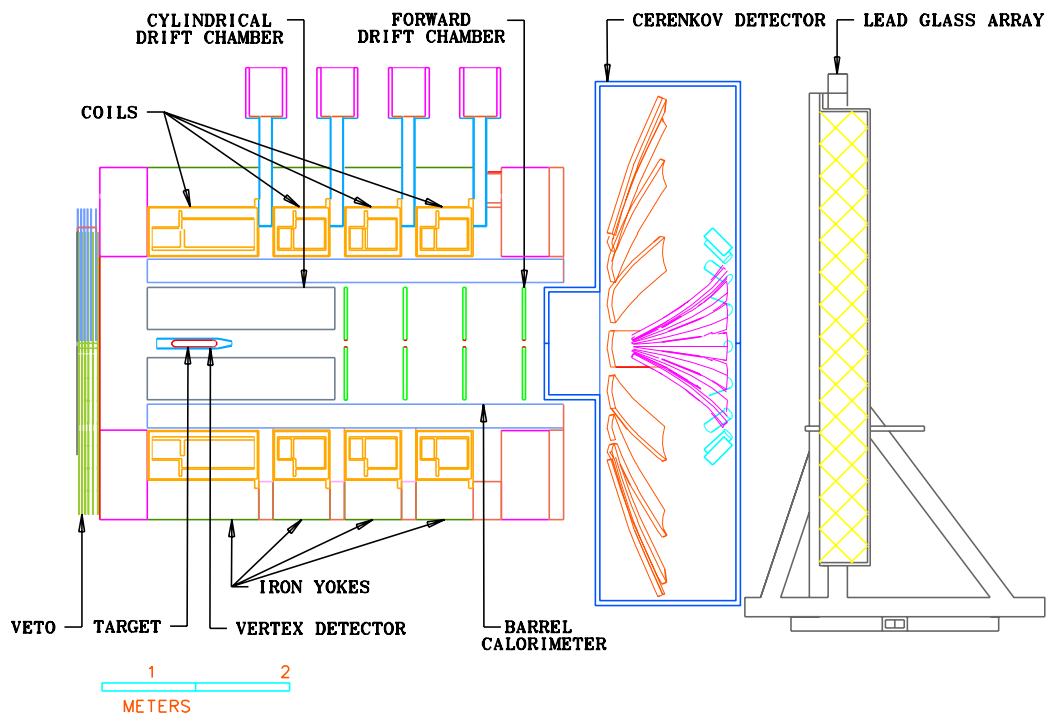 CYLINDRICAL
DRIFT CHAMBER
FORWARD
DRIFT CHAMBER
CERENKOV DETECTOR
LEAD GLASS ARRAY
COILS
IRON YOKES
VETO
TARGET
VERTEX DETECTOR
BARREL
CALORIMETER
1 2
METERS